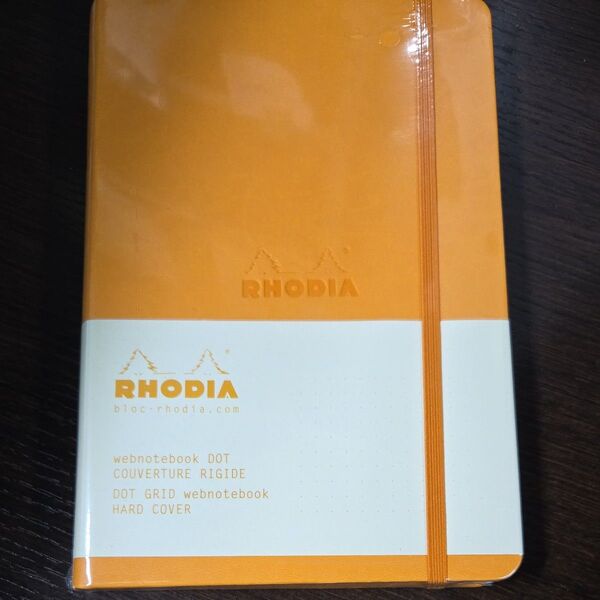 RHODIA
RHODIA
bloc-rhodia.com
webnotebook DOT
COUVERTURE RIGIDE
DOT GRID webnotebook
HARD COVER